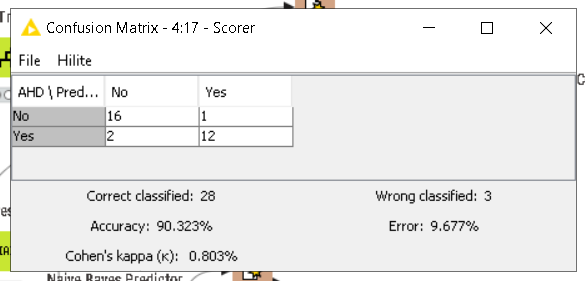 Confusion Matrix - 4:17 - Scorer
File Hilite
AHD \ Pred... No Yes
No 16 1
Yes 2 12
Correct classified: 28 Wrong classified: 3
Accuracy: 90.323% Error: 9.677%
Cohen's kappa (κ): 0.803%
Naive Bayes Predictor